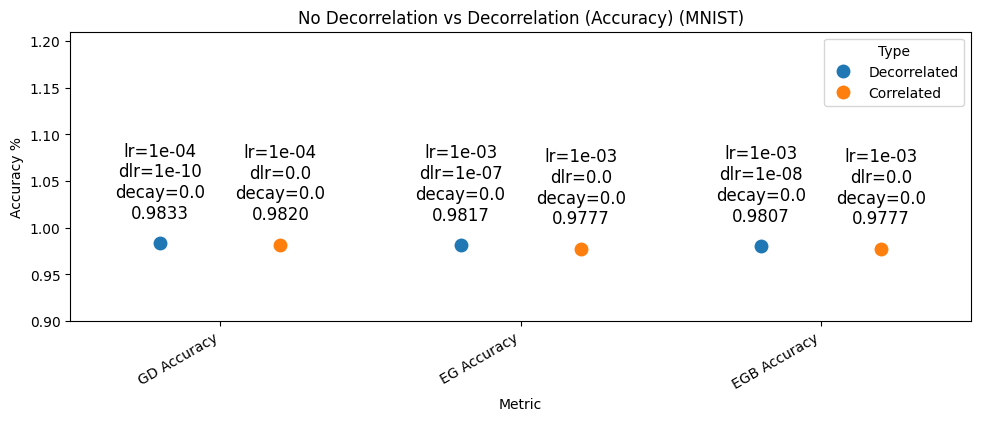 No Decorrelation vs Decorrelation (Accuracy) (MNIST)
Accuracy %
1.20
1.15
1.10
1.05
1.00
0.95
0.90
Type
Decorrelated
Correlated
lr=1e-04
dlr=1e-10
decay=0.0
0.9833
lr=1e-04
dlr=0.0
decay=0.0
0.9820
lr=1e-03
dlr=1e-07
decay=0.0
0.9817
lr=1e-03
dlr=0.0
decay=0.0
0.9777
lr=1e-03
dlr=1e-08
decay=0.0
0.9807
lr=1e-03
dlr=0.0
decay=0.0
0.9777
GD Accuracy
EG Accuracy
EGB Accuracy
Metric